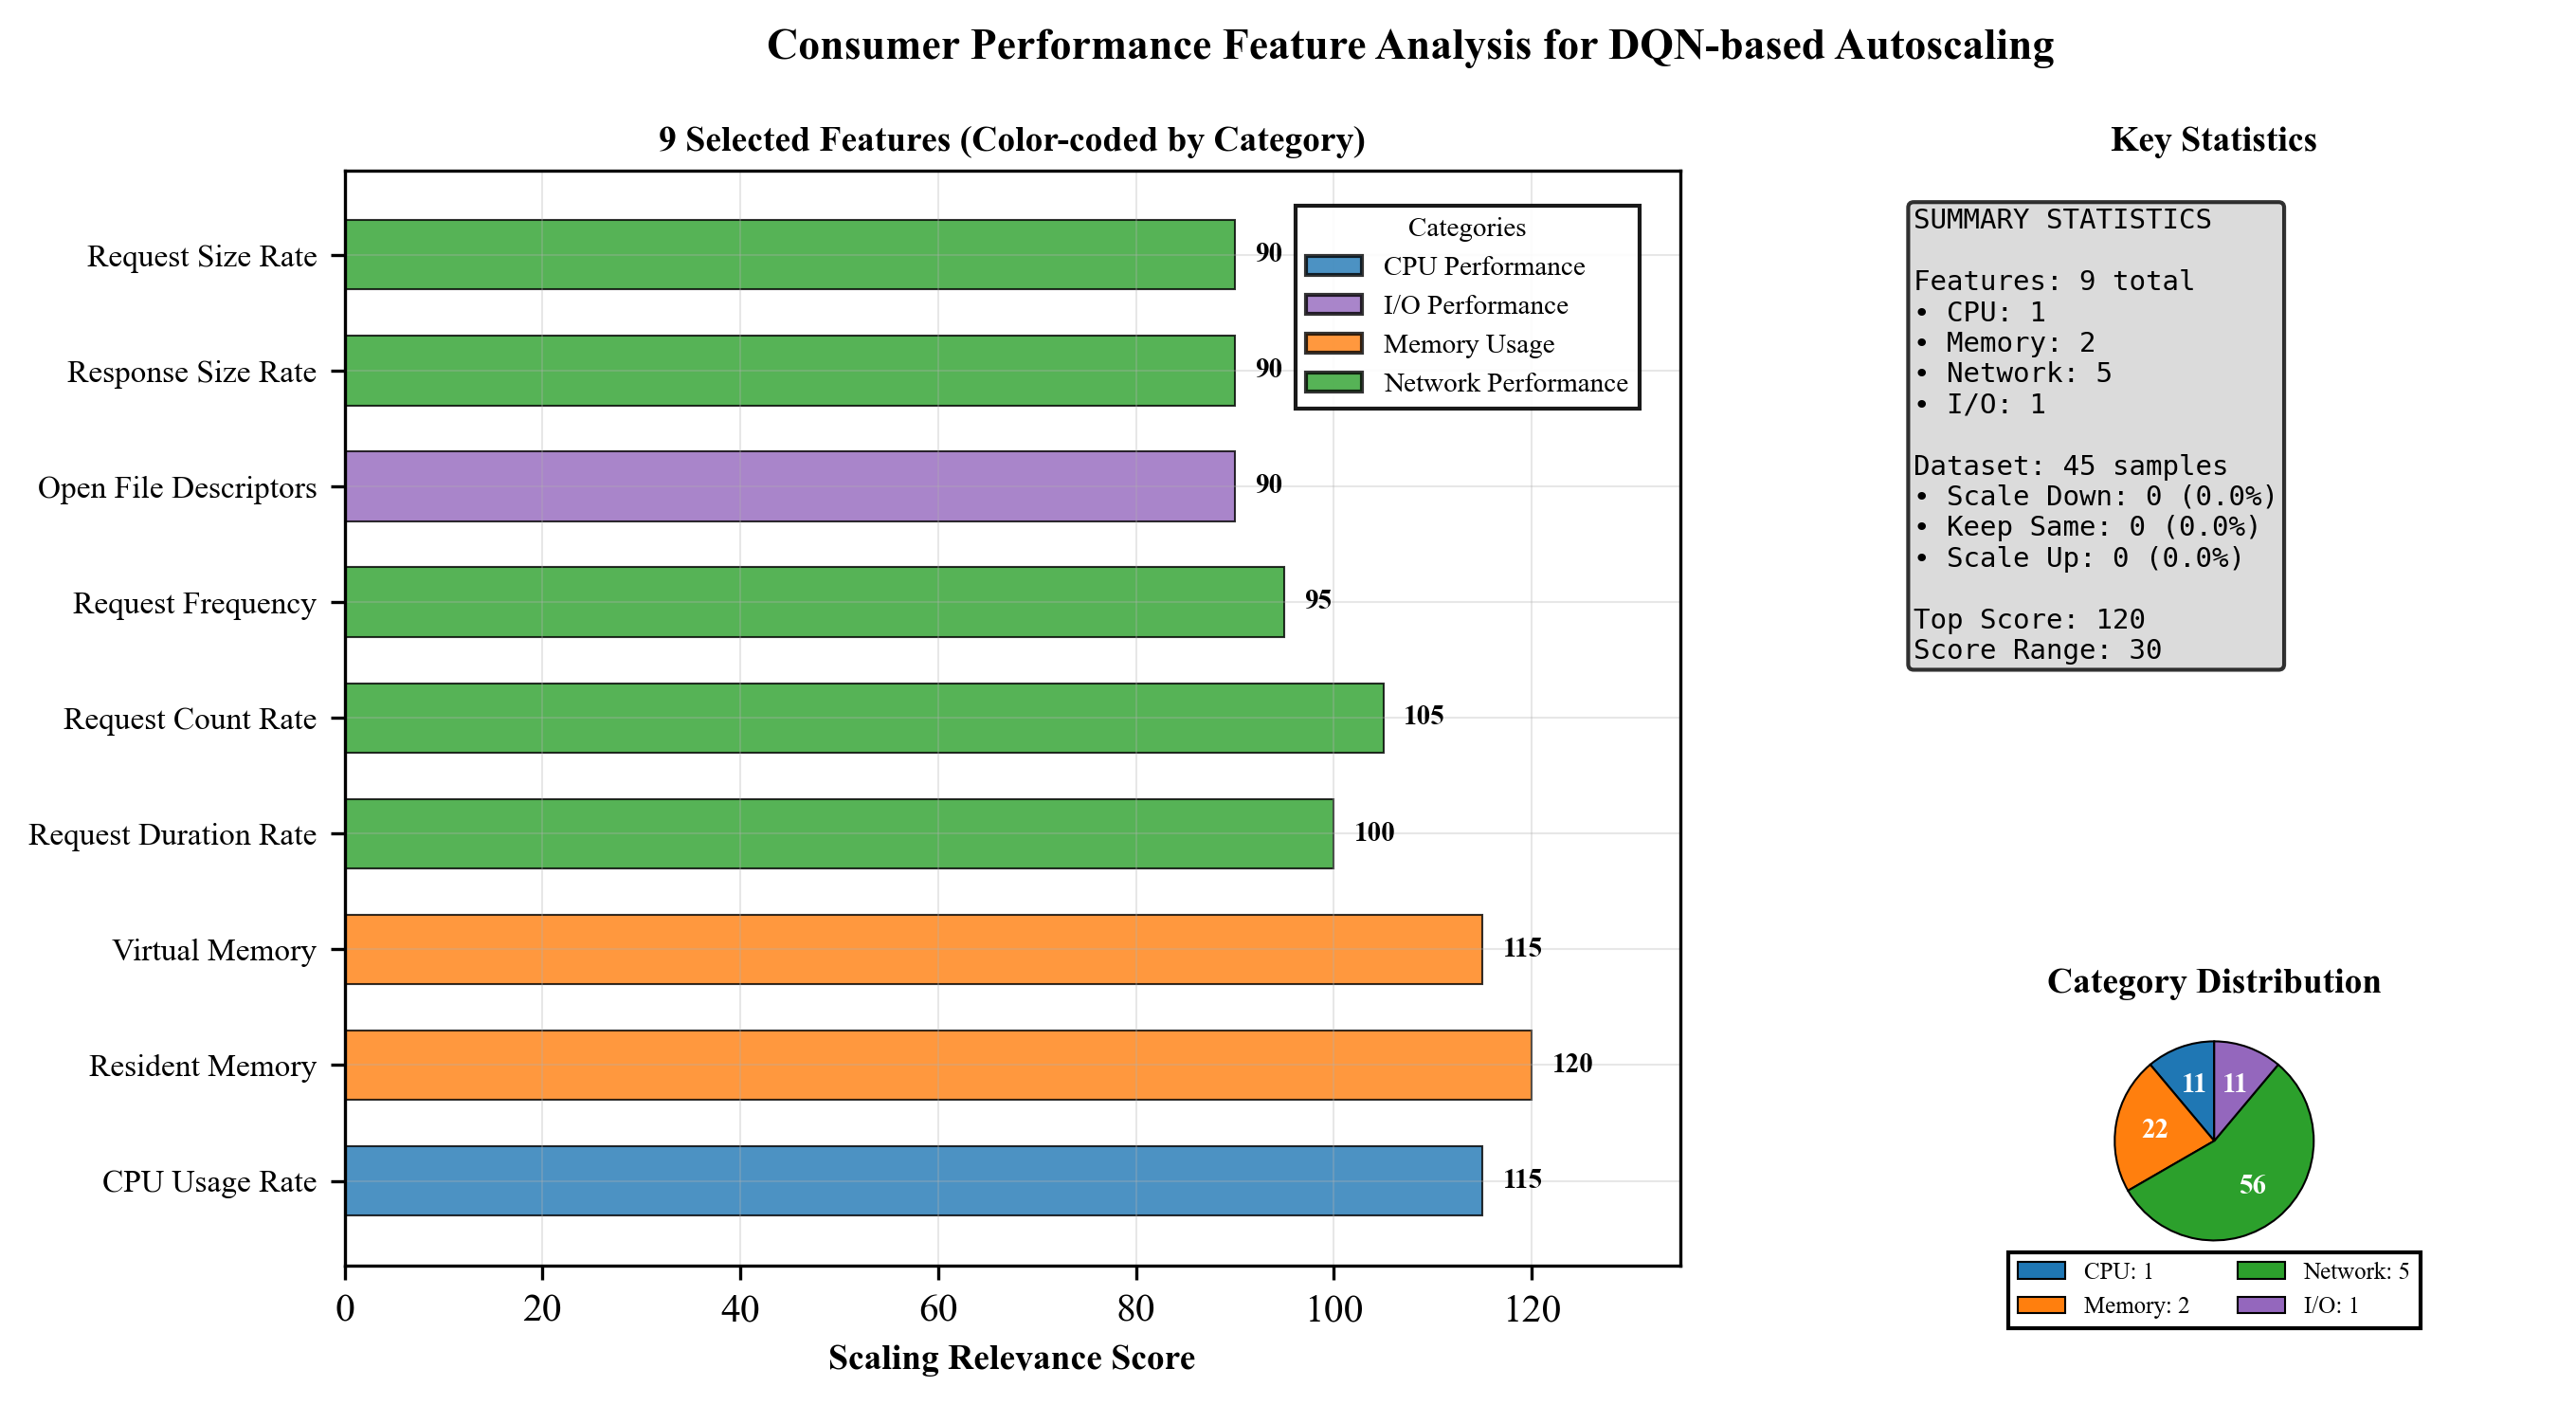 Consumer Performance Feature Analysis for DQN-based Autoscaling
9 Selected Features (Color-coded by Category)
Request Size Rate
90
Response Size Rate
90
Open File Descriptors
90
Request Frequency
95
Request Count Rate
105
Request Duration Rate
100
Virtual Memory
115
Resident Memory
120
CPU Usage Rate
115
Categories
CPU Performance
I/O Performance
Memory Usage
Network Performance
0 20 40 60 80 100 120
Scaling Relevance Score
Key Statistics
SUMMARY STATISTICS
Features: 9 total
• CPU: 1
• Memory: 2
• Network: 5
• I/O: 1
Dataset: 45 samples
• Scale Down: 0 (0.0%)
• Keep Same: 0 (0.0%)
• Scale Up: 0 (0.0%)
Top Score: 120
Score Range: 30
Category Distribution
11 11
22
56
CPU: 1 Network: 5
Memory: 2 I/O: 1